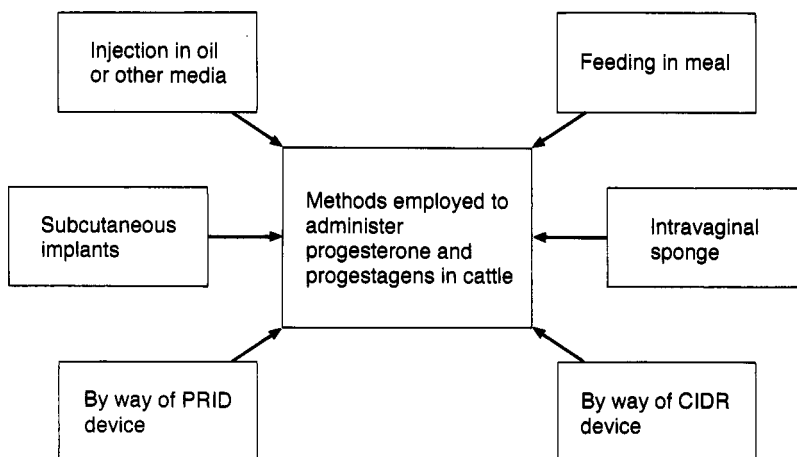 Injection in oil
or other media
Feeding in meal
Methods employed to
administer
progesterone and
progestagens in cattle
Subcutaneous
implants
Intravaginal
sponge
By way of PRID
device
By way of CIDR
device